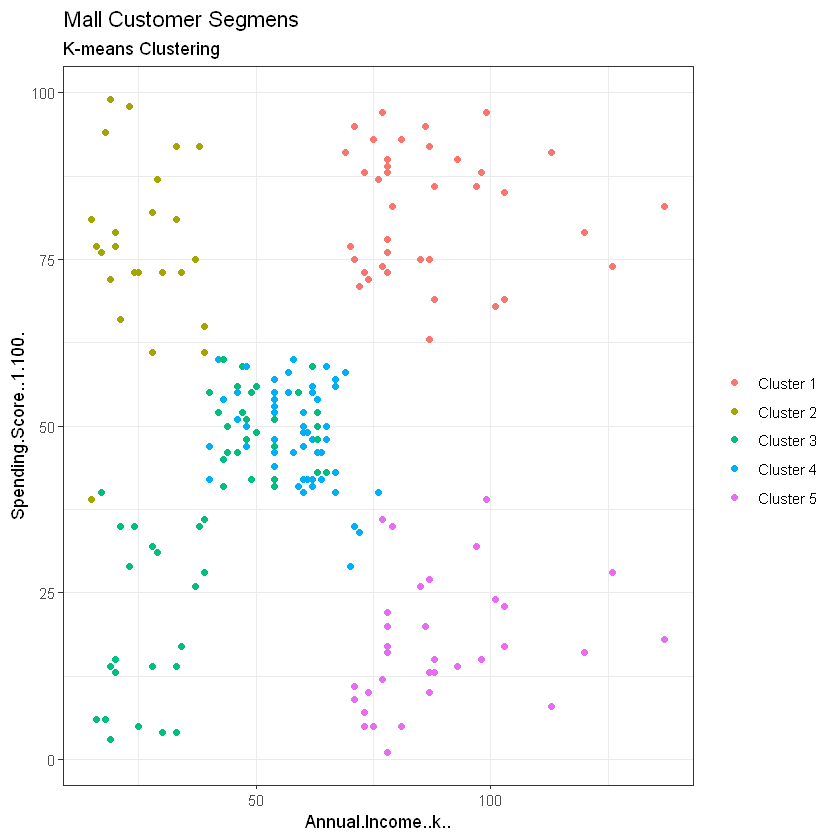 Mall Customer Segmens
K-means Clustering
100
75
50
25
0
Spending.Score..1.100.
50
100
Annual.Income..k..
Cluster 1
Cluster 2
Cluster 3
Cluster 4
Cluster 5